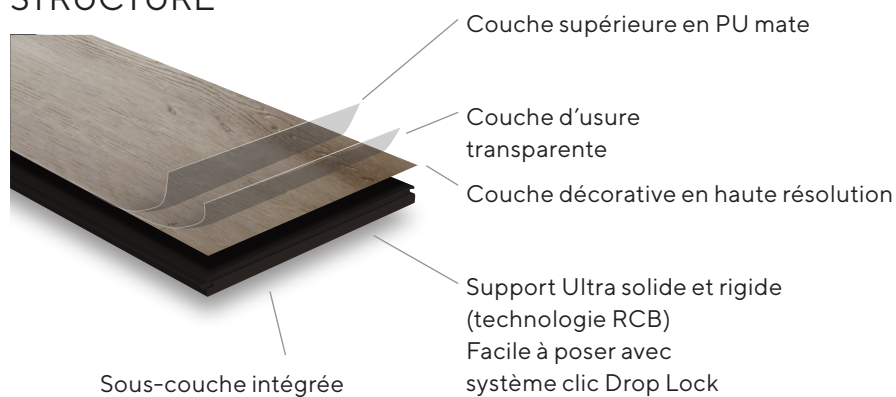 STRUCTURE
Couche supérieure en PU mate
Couche d'usure
transparente
Couche décorative en haute résolution
Support Ultra solide et rigide
(technologie RCB)
Facile à poser avec
système clic Drop Lock
Sous-couche intégrée